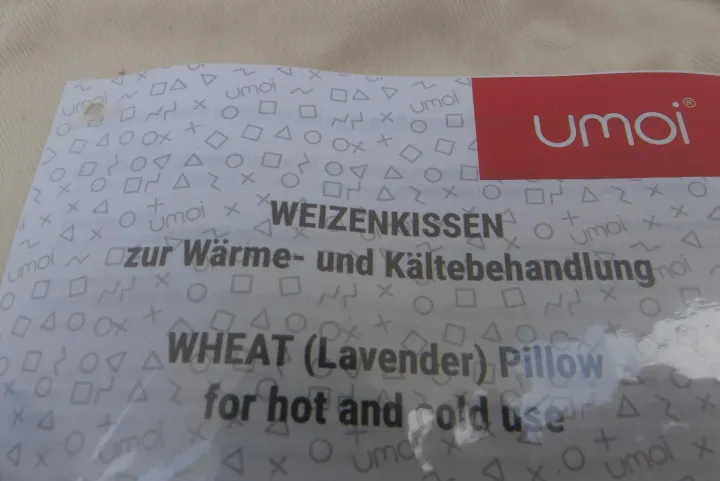 umoi®
WEIZENKISSEN
zur Wärme- und Kältebehandlung
WHEAT (Lavender) Pillow
for hot and cold use